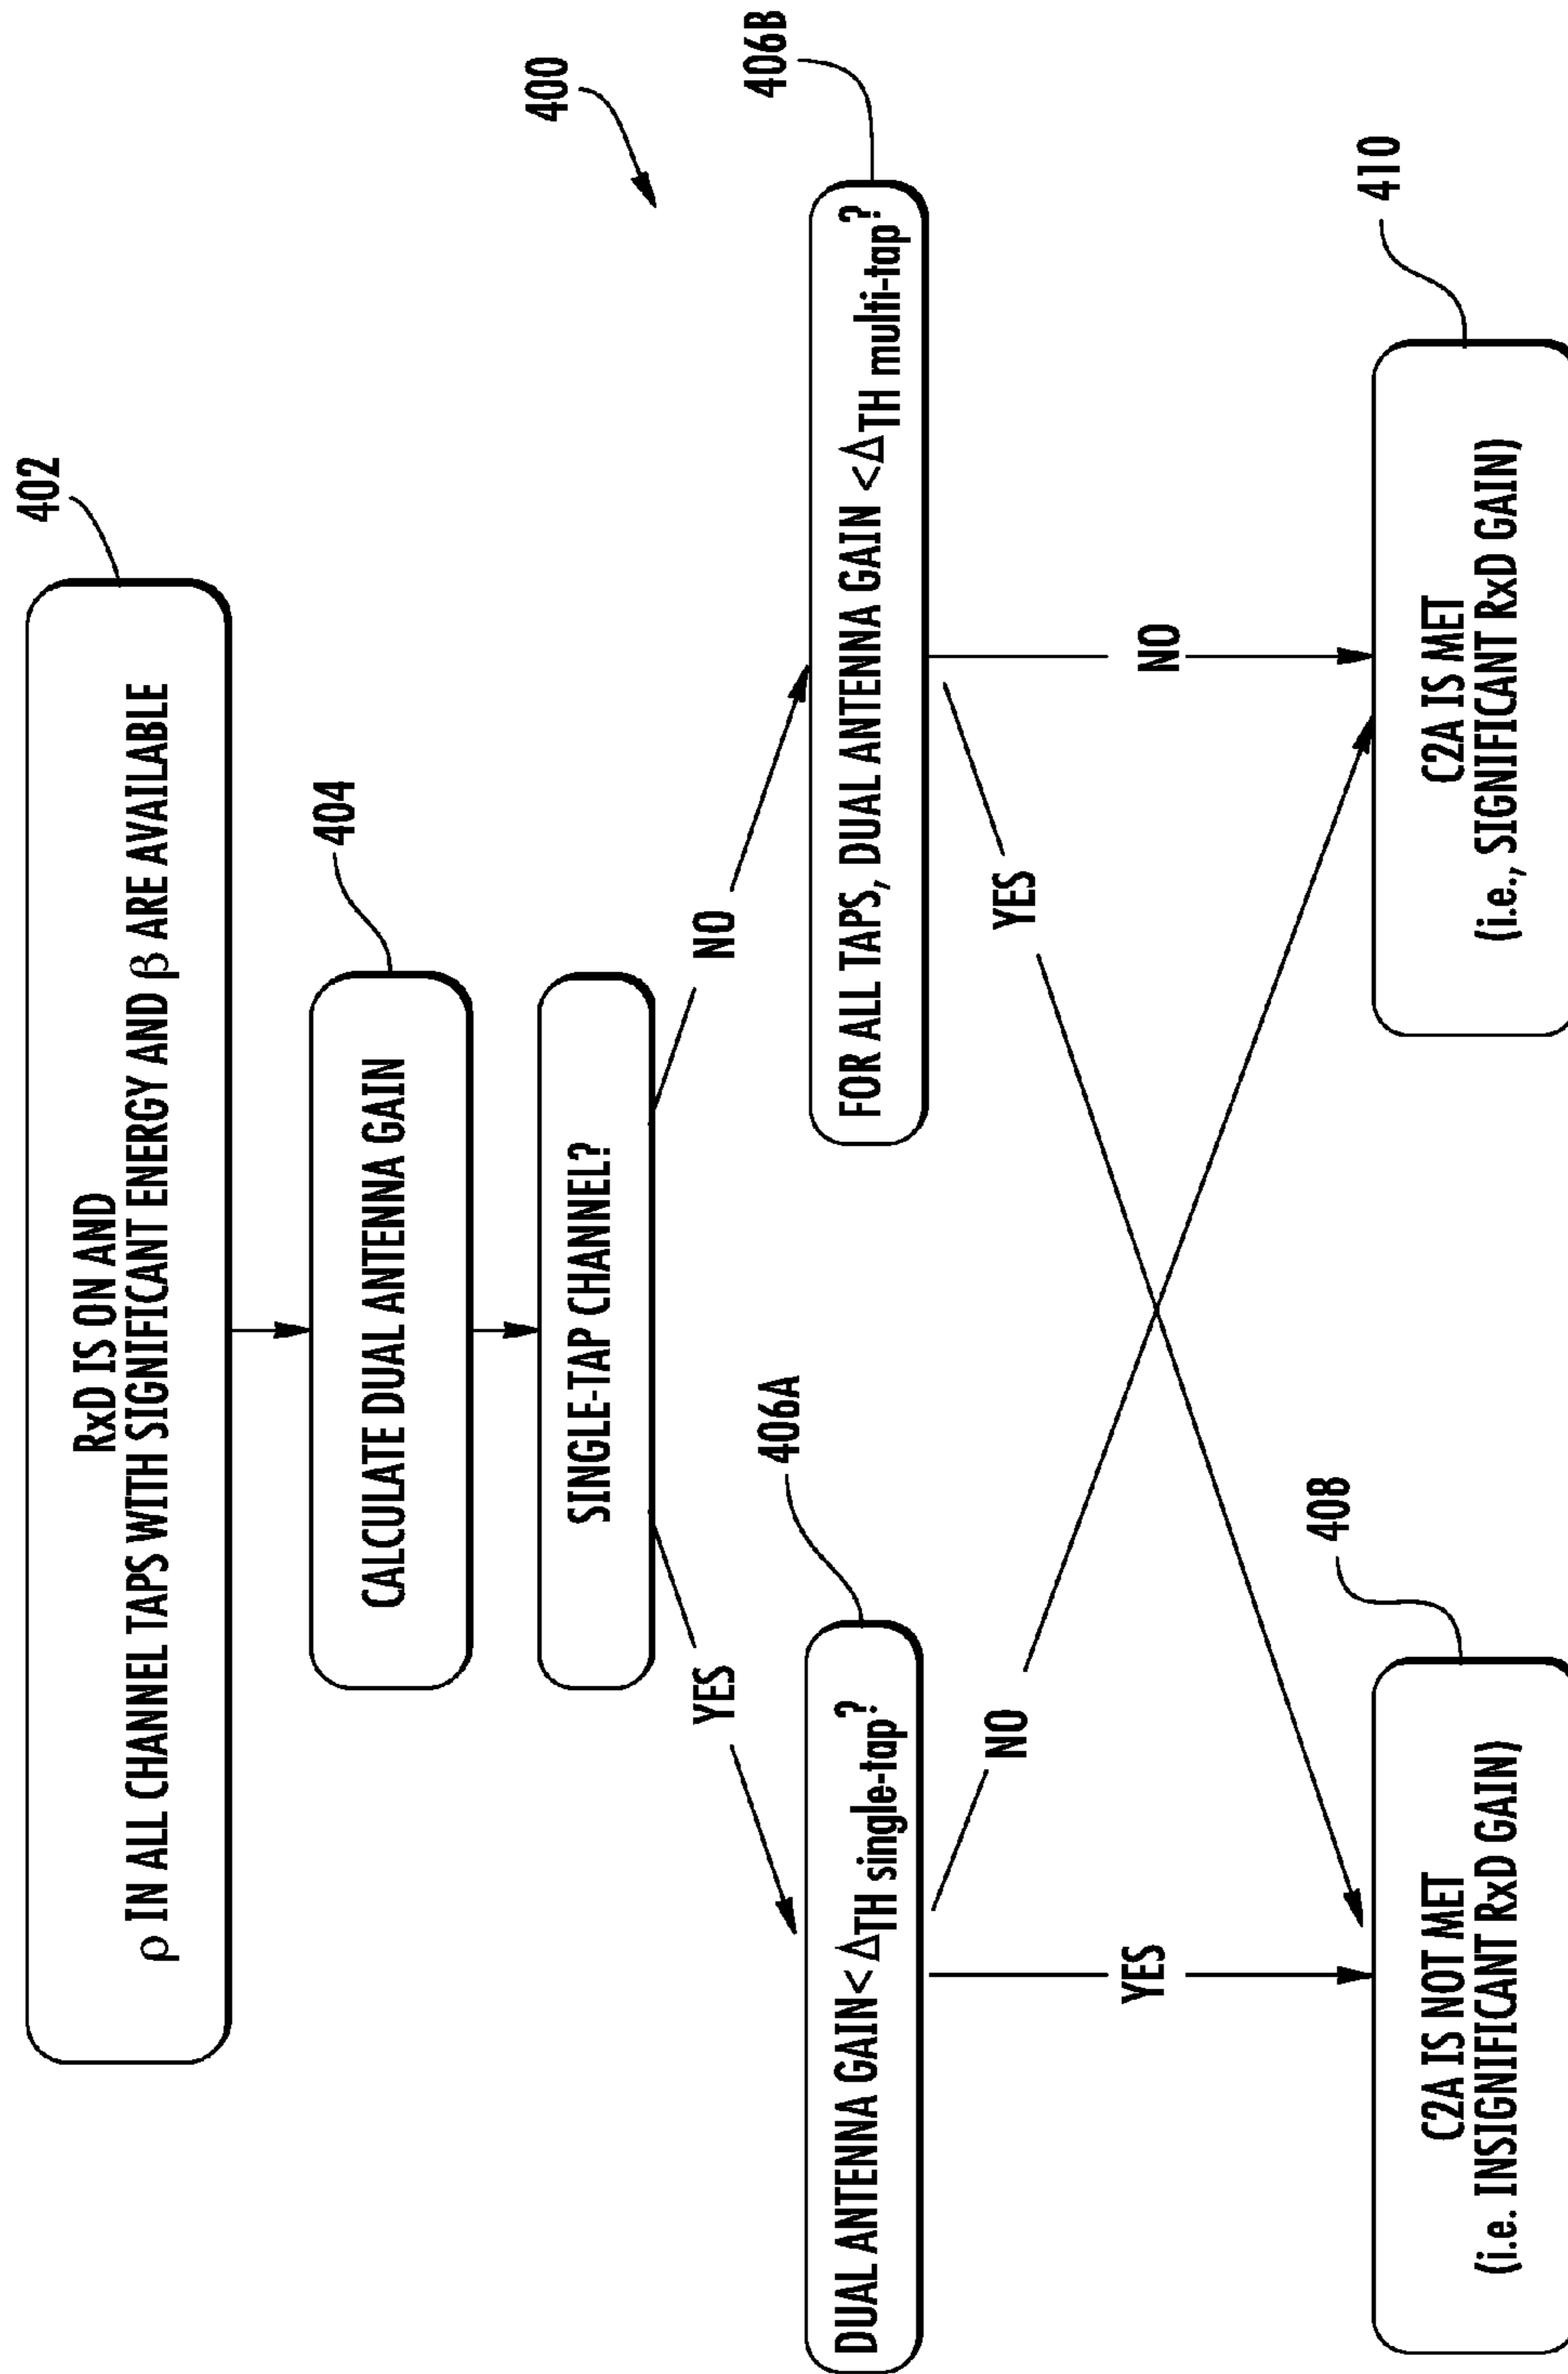 402
RxD IS ON AND
ρ IN ALL CHANNEL TAPS WITH SIGNIFICANT ENERGY AND β ARE AVAILABLE
404
CALCULATE DUAL ANTENNA GAIN
400
SINGLE-TAP CHANNEL?
YES
NO
406A
406B
DUAL ANTENNA GAIN< ΔTH single-tap?
FOR ALL TAPS, DUAL ANTENNA GAIN <ΔTH multi-tap?
NO
YES
YES
NO
408
410
C2A IS NOT MET
(i.e. INSIGNIFICANT RxD GAIN)
C2A IS MET
(i.e., SIGNIFICANT RxD GAIN)